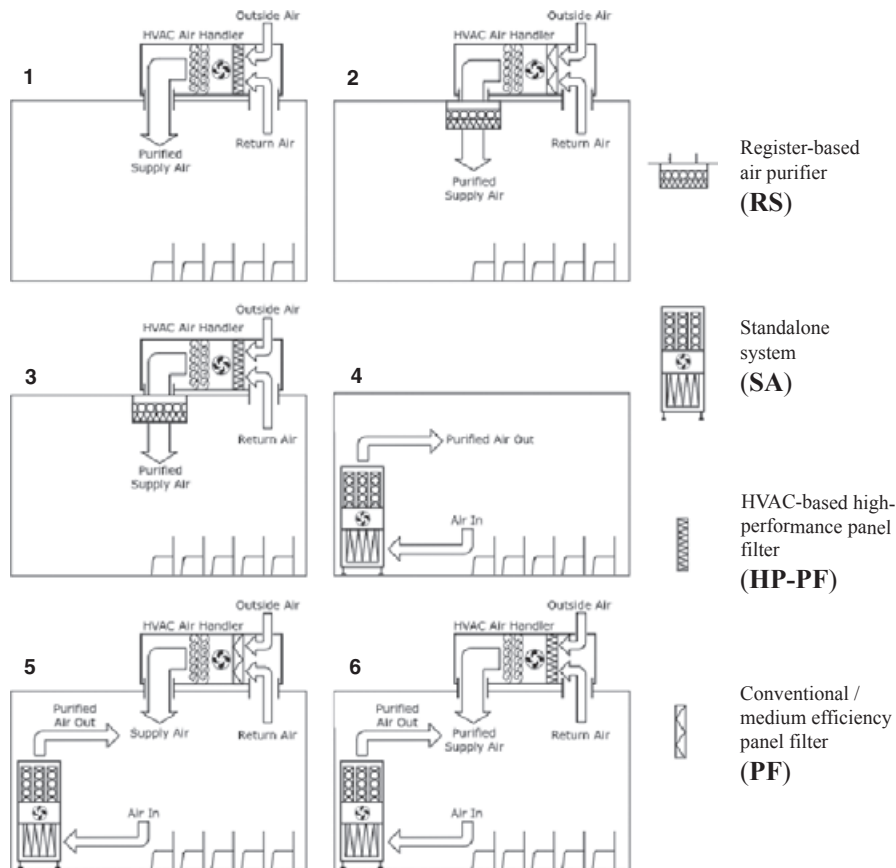 Outside Air
HVAC Air Handler
1
Purified
Supply Air
Return Air
Outside Air
HVAC Air Handler
2
Purified
Supply Air
Return Air
Register-based
air purifier
(RS)
Outside Air
HVAC Air Handler
3
Purified
Supply Air
Return Air
4
Purified Air Out
Air In
Standalone
system
(SA)
HVAC-based high-
performance panel
filter
(HP-PF)
Outside Air
HVAC Air Handler
5
Purified
Air Out
Supply Air
Return Air
Air In
Outside Air
HVAC Air Handler
6
Purified
Air Out
Purified
Supply Air
Return Air
Air In
Conventional /
medium efficiency
panel filter
(PF)